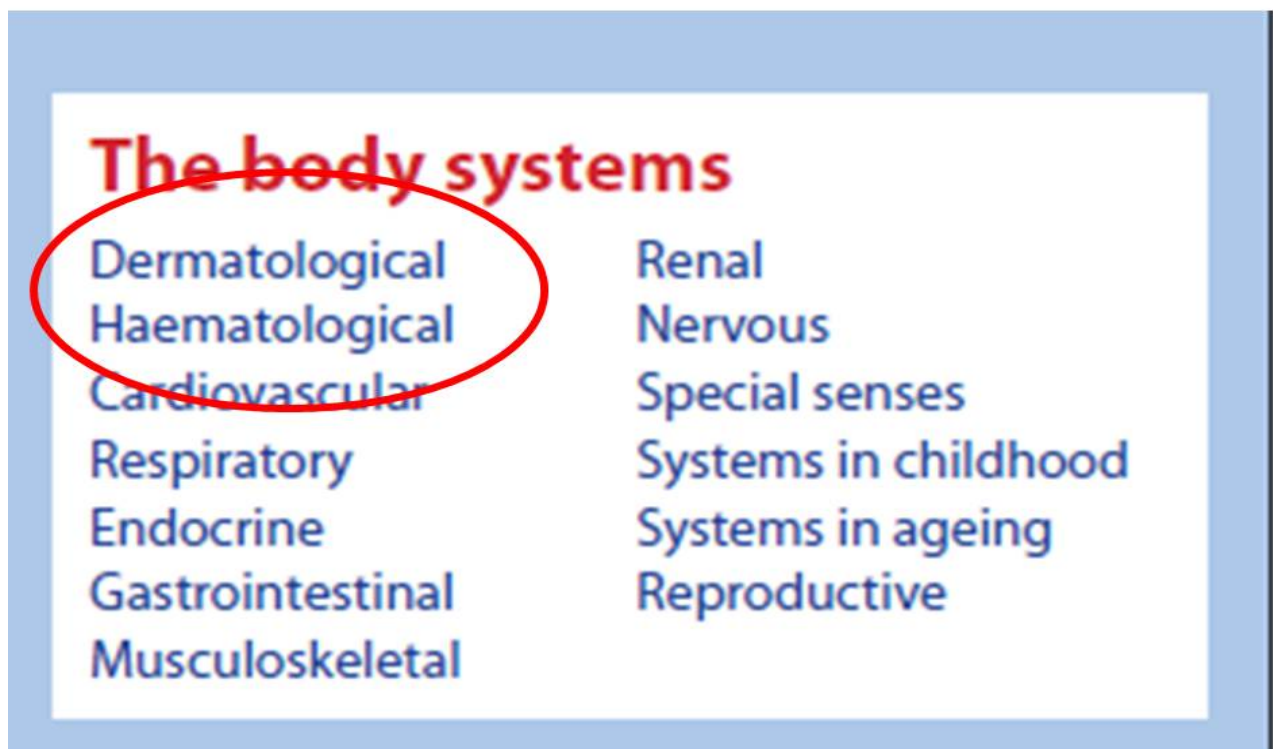 The body systems
Dermatological
Haematological
Cardiovascular
Respiratory
Endocrine
Gastrointestinal
Musculoskeletal
Renal
Nervous
Special senses
Systems in childhood
Systems in ageing
Reproductive